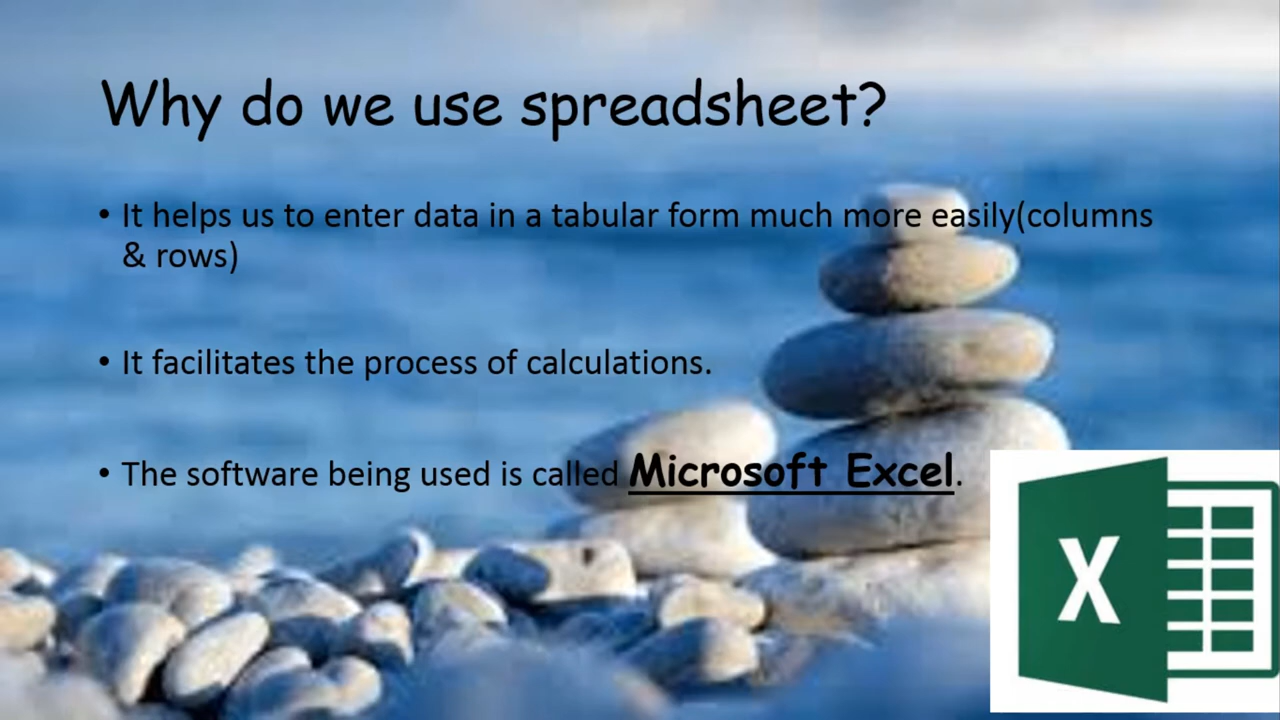 Why do we use spreadsheet?
• It helps us to enter data in a tabular form much more easily(columns
& rows)
• It facilitates the process of calculations.
• The software being used is called Microsoft Excel.
X